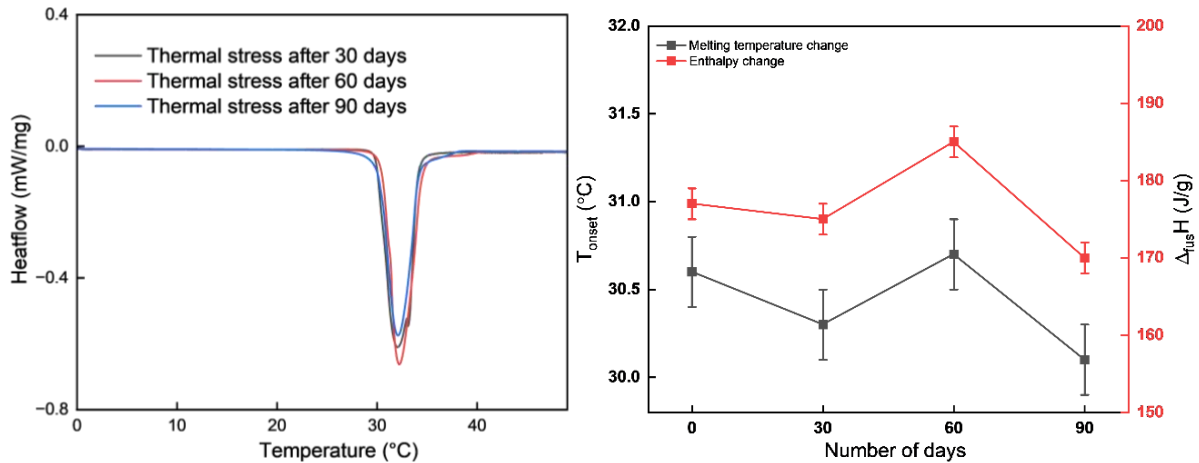 0.4
0.0
−0.4
−0.8
Heatflow (mW/mg)
Thermal stress after 30 days
Thermal stress after 60 days
Thermal stress after 90 days
0
10
20
30
40
Temperature (°C)
32.0
31.5
31.0
30.5
30.0
T_onset (°C)
Melting temperature change
Enthalpy change
200
190
180
170
160
150
Δ_fusH (J/g)
0
30
60
90
Number of days